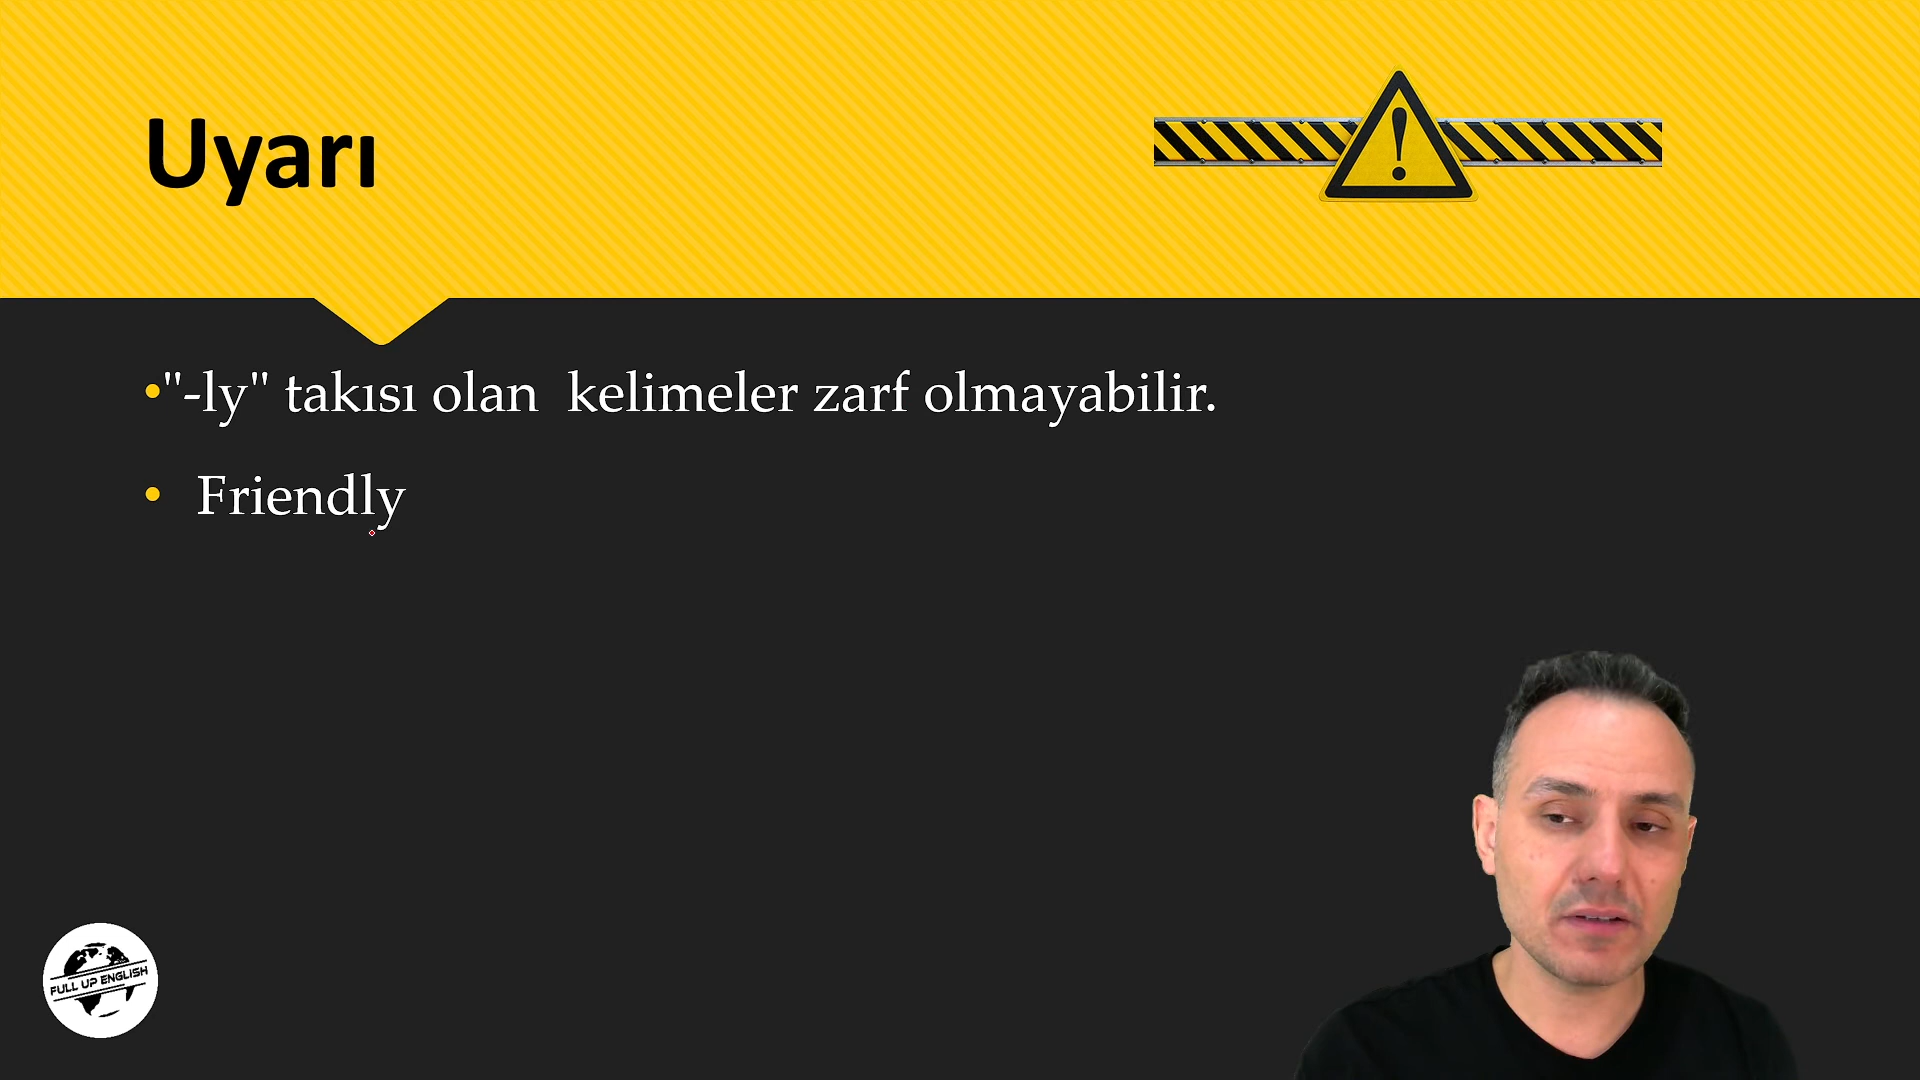 Uyarı
•"-ly" takısı olan  kelimeler zarf olmayabilir.
• Friendly
FULL UP ENGLISH